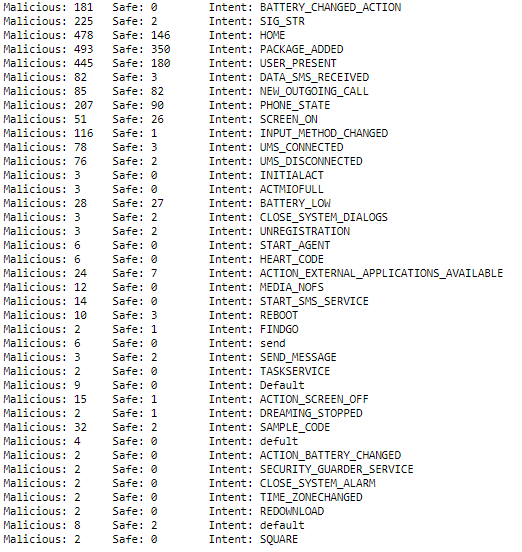 Malicious: 181 Safe: 0 Intent: BATTERY_CHANGED_ACTION
Malicious: 225 Safe: 2 Intent: SIG_STR
Malicious: 478 Safe: 146 Intent: HOME
Malicious: 493 Safe: 350 Intent: PACKAGE_ADDED
Malicious: 445 Safe: 180 Intent: USER_PRESENT
Malicious: 82 Safe: 3 Intent: DATA_SMS_RECEIVED
Malicious: 85 Safe: 82 Intent: NEW_OUTGOING_CALL
Malicious: 207 Safe: 90 Intent: PHONE_STATE
Malicious: 51 Safe: 26 Intent: SCREEN_ON
Malicious: 116 Safe: 1 Intent: INPUT_METHOD_CHANGED
Malicious: 78 Safe: 3 Intent: UMS_CONNECTED
Malicious: 76 Safe: 2 Intent: UMS_DISCONNECTED
Malicious: 3 Safe: 0 Intent: INITIALACT
Malicious: 3 Safe: 0 Intent: ACTMIOFULL
Malicious: 28 Safe: 27 Intent: BATTERY_LOW
Malicious: 3 Safe: 2 Intent: CLOSE_SYSTEM_DIALOGS
Malicious: 3 Safe: 2 Intent: UNREGISTRATION
Malicious: 6 Safe: 0 Intent: START_AGENT
Malicious: 6 Safe: 0 Intent: HEART_CODE
Malicious: 24 Safe: 7 Intent: ACTION_EXTERNAL_APPLICATIONS_AVAILABLE
Malicious: 12 Safe: 0 Intent: MEDIA_NOFS
Malicious: 14 Safe: 0 Intent: START_SMS_SERVICE
Malicious: 10 Safe: 3 Intent: REBOOT
Malicious: 2 Safe: 1 Intent: FINDGO
Malicious: 6 Safe: 0 Intent: send
Malicious: 3 Safe: 2 Intent: SEND_MESSAGE
Malicious: 2 Safe: 0 Intent: TASKSERVICE
Malicious: 9 Safe: 0 Intent: Default
Malicious: 15 Safe: 1 Intent: ACTION_SCREEN_OFF
Malicious: 2 Safe: 1 Intent: DREAMING_STOPPED
Malicious: 32 Safe: 2 Intent: SAMPLE_CODE
Malicious: 4 Safe: 0 Intent: defult
Malicious: 2 Safe: 0 Intent: ACTION_BATTERY_CHANGED
Malicious: 2 Safe: 0 Intent: SECURITY_GUARDER_SERVICE
Malicious: 2 Safe: 0 Intent: CLOSE_SYSTEM_ALARM
Malicious: 2 Safe: 0 Intent: TIME_ZONECHANGED
Malicious: 2 Safe: 0 Intent: REDOWNLOAD
Malicious: 8 Safe: 2 Intent: default
Malicious: 2 Safe: 0 Intent: SQUARE